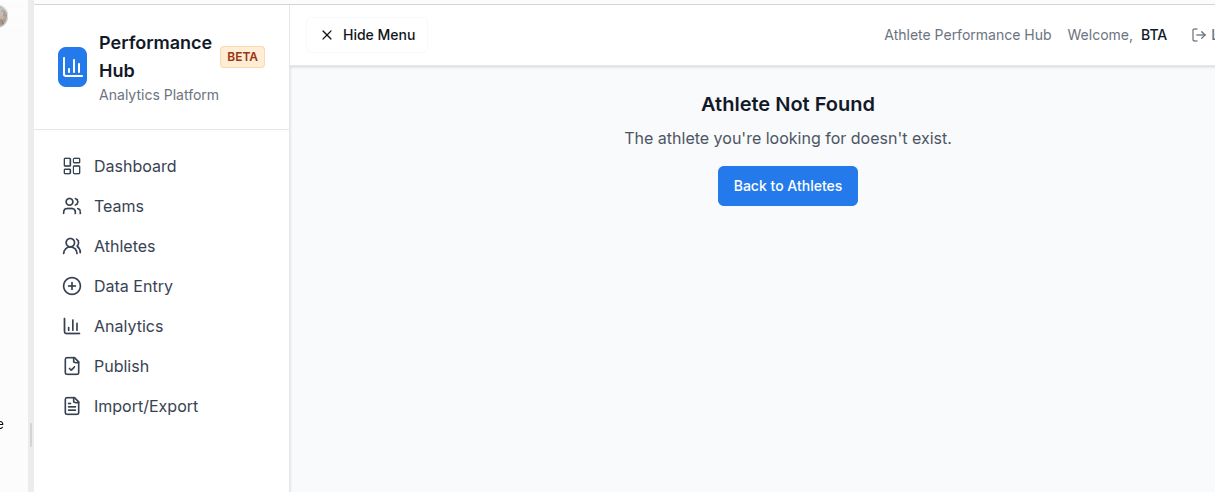 Performance
Hub
BETA
Analytics Platform
Hide Menu
Athlete Performance Hub
Welcome, BTA
Dashboard
Teams
Athletes
Data Entry
Analytics
Publish
Import/Export
Athlete Not Found
The athlete you're looking for doesn't exist.
Back to Athletes